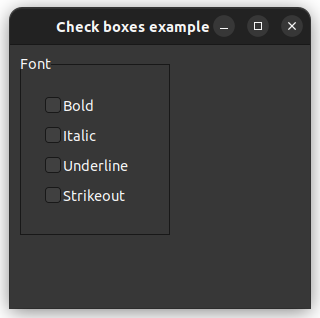 Check boxes example
Font
Bold
Italic
Underline
Strikeout